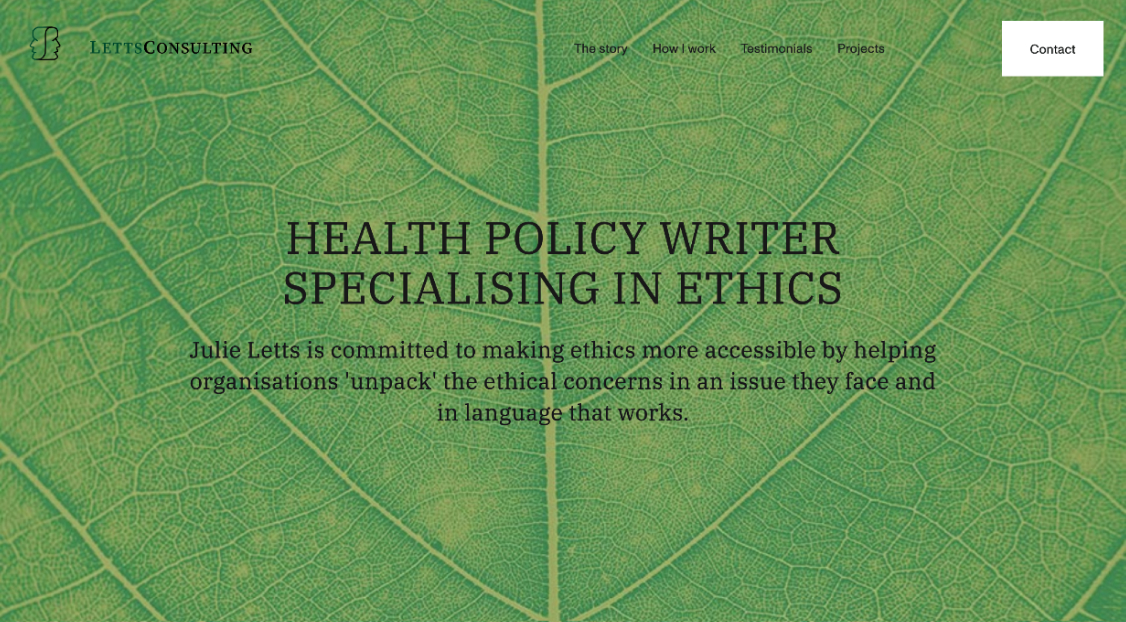 LETTSCONSULTING
The story
How I work
Testimonials
Projects
Contact
HEALTH POLICY WRITER
SPECIALISING IN ETHICS
Julie Letts is committed to making ethics more accessible by helping
organisations 'unpack' the ethical concerns in an issue they face and
in language that works.